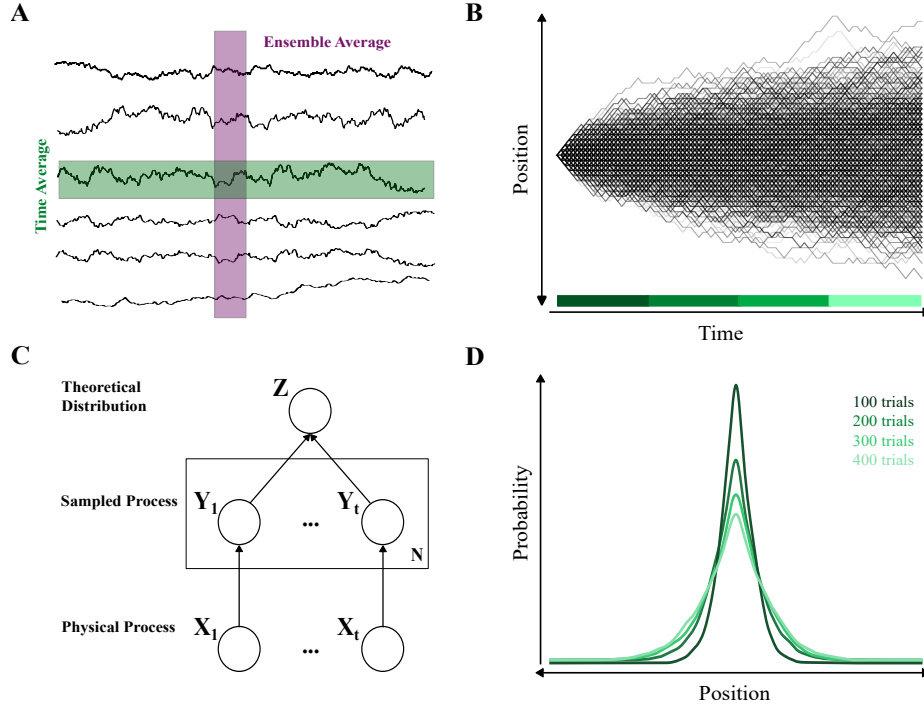 A
Ensemble Average
Time Average
B
Position
Time
C
Theoretical
Distribution
Z
Sampled Process
Y1
...
Yt
N
Physical Process
X1
...
Xt
D
100 trials
200 trials
300 trials
400 trials
Probability
Position